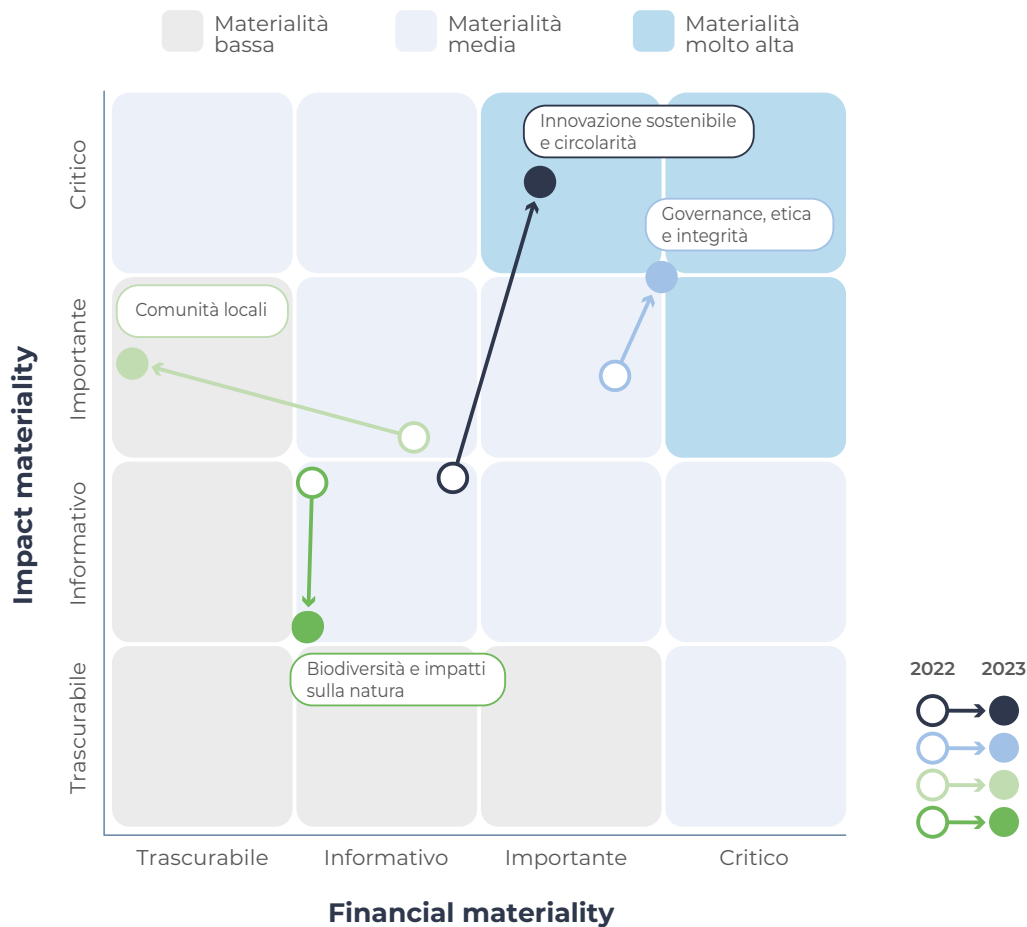 Materialità
bassa
Materialità
media
Materialità
molto alta
Innovazione sostenibile
e circolarità
Governance, etica
e integrità
Comunità locali
Biodiversità e impatti
sulla natura
Impact materiality
Critico
Importante
Informativo
Trascurabile
Trascurabile
Informativo
Importante
Critico
Financial materiality
2022
2023